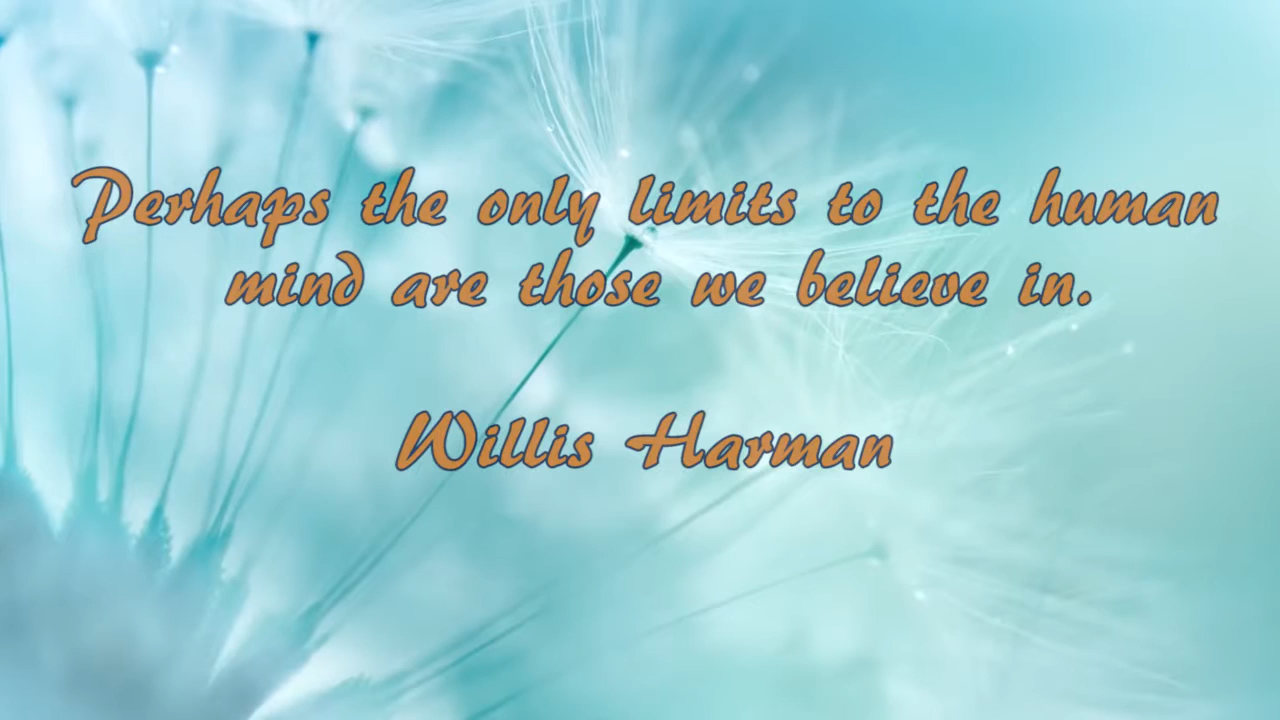 Perhaps the only limits to the human
mind are those we believe in.
Willis Harman